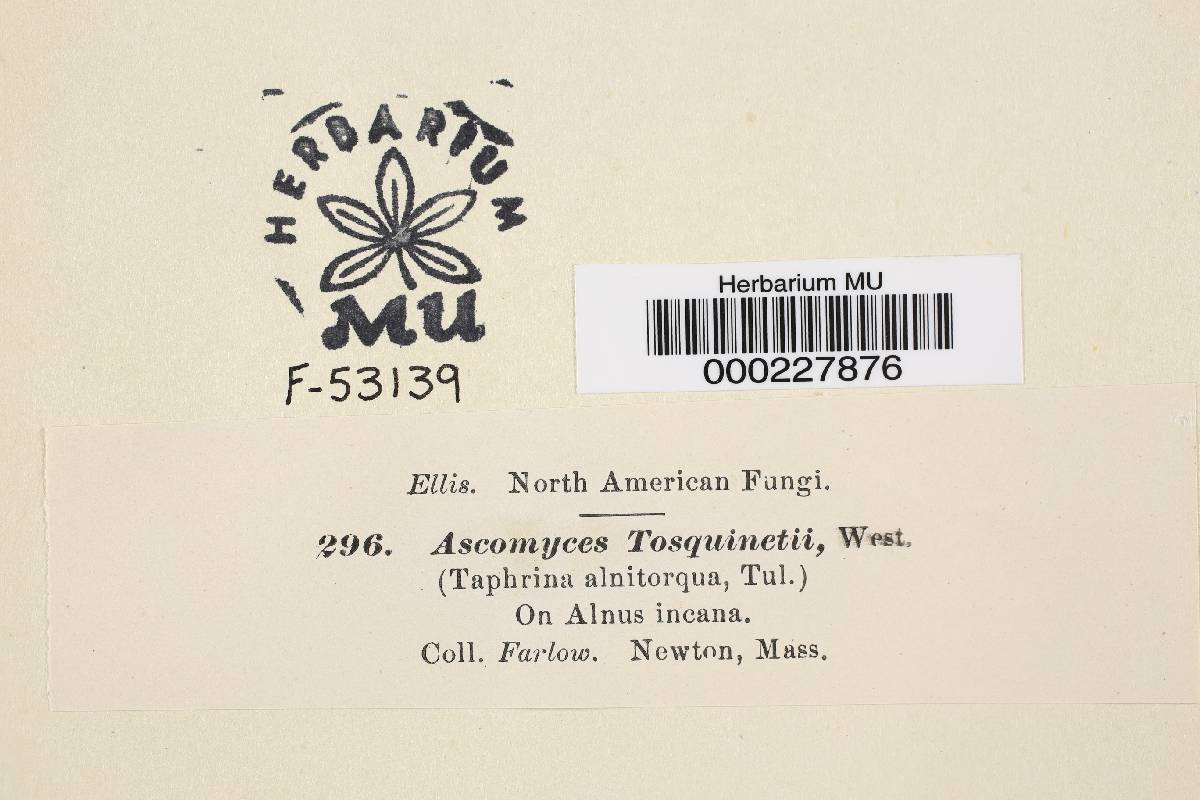 HERBARIUM
MU
F-53139
Herbarium MU
000227876
Ellis. North American Fungi.
296. Ascomyces Tosquinetii, West.
(Taphrina alnitorqua, Tul.)
On Alnus incana.
Coll. Farlow. Newton, Mass.